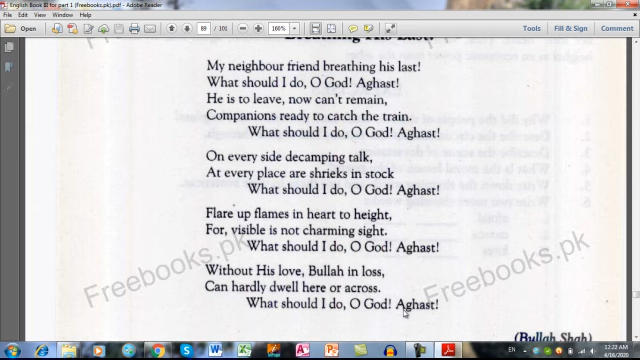 English Book III for part 1 (Freebooks.pk).pdf - Adobe Reader
File Edit View Window Help
Open 89 / 101 160% Tools Fill & Sign Comment
Breathing His Last!
My neighbour friend breathing his last!
What should I do, O God! Aghast!
He is to leave, now can't remain,
Companions ready to catch the train.
What should I do, O God! Aghast!
On every side decamping talk,
At every place are shrieks in stock
What should I do, O God! Aghast!
Flare up flames in heart to height,
For, visible is not charming sight.
What should I do, O God! Aghast!
Without His love, Bullah in loss,
Can hardly dwell here or across.
What should I do, O God! Aghast!
(Bullah Shah)
Freebooks.pk
Freebooks.pk
EN 12:22 AM
4/16/2020